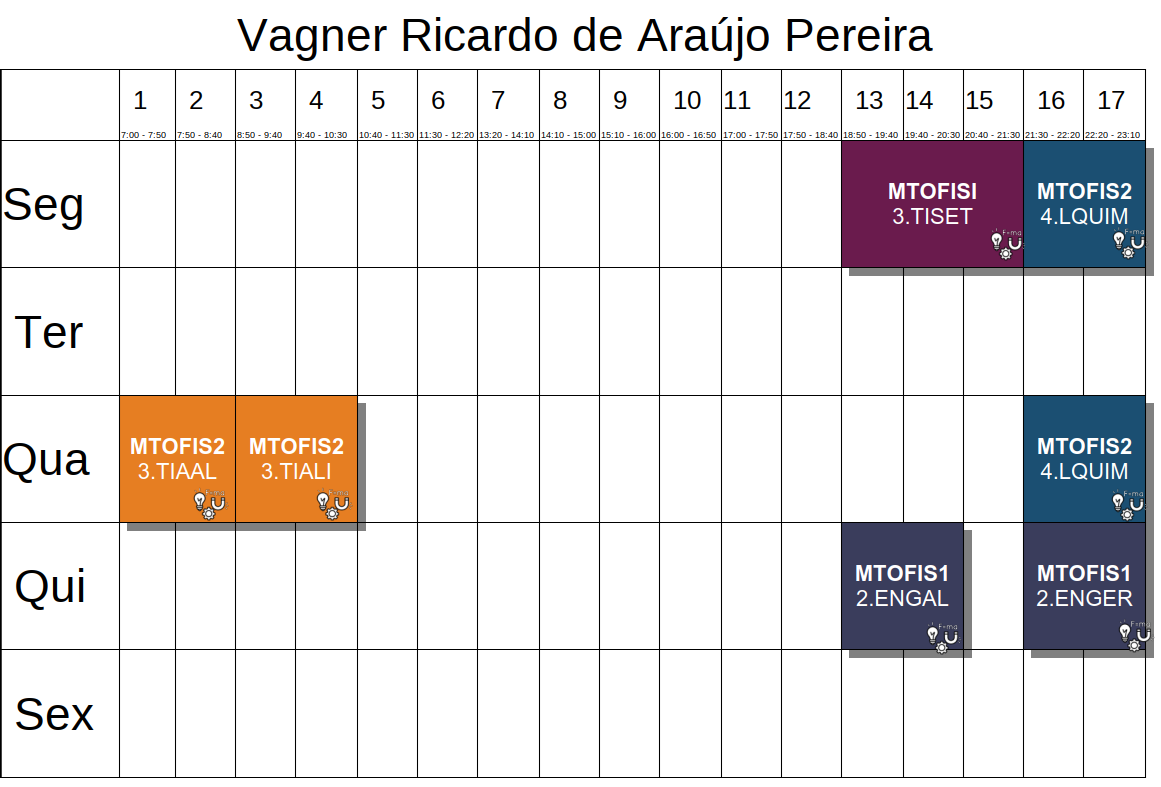 Vagner Ricardo de Araújo Pereira
1 2 3 4 5 6 7 8 9 10 11 12 13 14 15 16 17
7:00 - 7:50 7:50 - 8:40 8:50 - 9:40 9:40 - 10:30 10:40 - 11:30 11:30 - 12:20 13:20 - 14:10 14:10 - 15:00 15:10 - 16:00 16:00 - 16:50 17:00 - 17:50 17:50 - 18:40 18:50 - 19:40 19:40 - 20:30 20:40 - 21:30 21:30 - 22:20 22:20 - 23:10
Seg
MTOFISI
3.TISET
F=ma
MTOFIS2
4.LQUIM
F=ma
Ter
Qua
MTOFIS2
3.TIAAL
F=ma
MTOFIS2
3.TIALI
F=ma
MTOFIS2
4.LQUIM
F=ma
Qui
MTOFIS1
2.ENGAL
F=ma
MTOFIS1
2.ENGER
F=ma
Sex